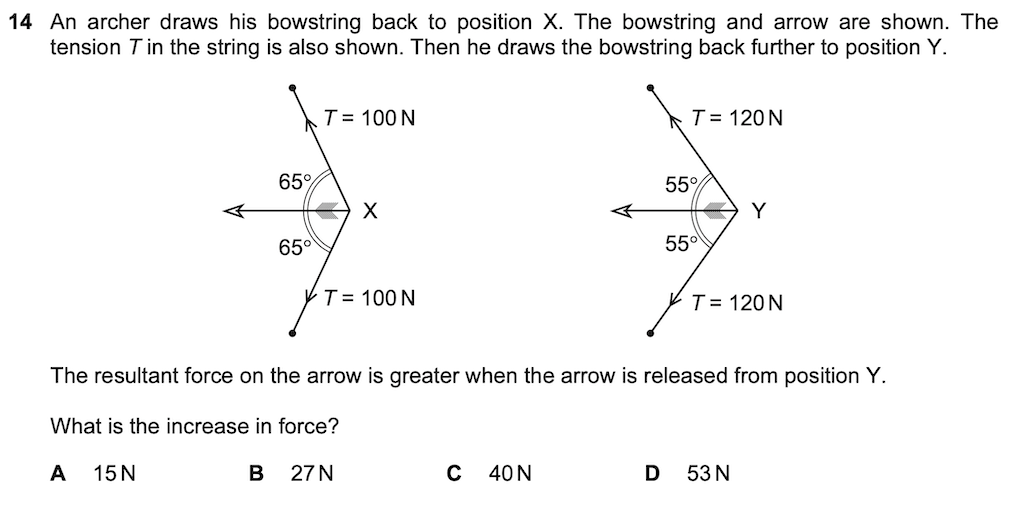 14 An archer draws his bowstring back to position X. The bowstring and arrow are shown. The
tension T in the string is also shown. Then he draws the bowstring back further to position Y.
T = 100 N
T = 120 N
65°
55°
X
Y
65°
55°
T = 100 N
T = 120 N
The resultant force on the arrow is greater when the arrow is released from position Y.
What is the increase in force?
A 15 N B 27 N C 40 N D 53 N